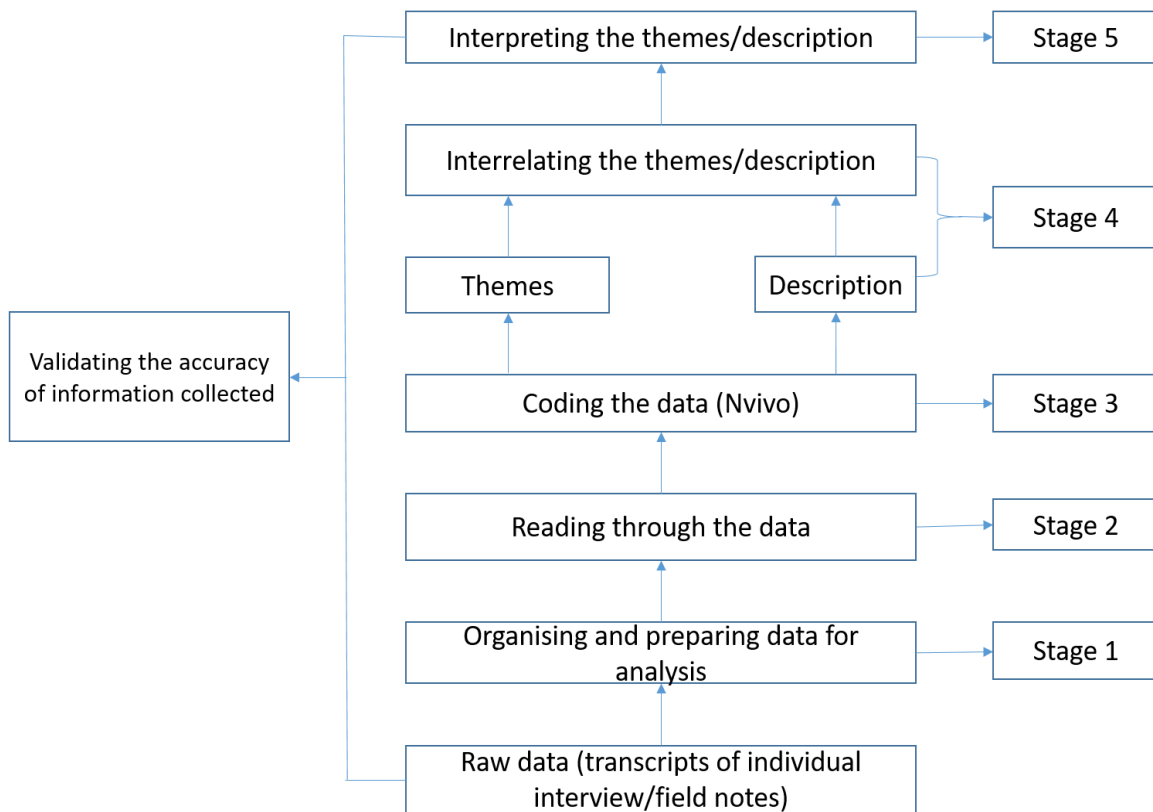 Interpreting the themes/description
Stage 5
Interrelating the themes/description
Stage 4
Themes
Description
Validating the accuracy
of information collected
Coding the data (Nvivo)
Stage 3
Reading through the data
Stage 2
Organising and preparing data for
analysis
Stage 1
Raw data (transcripts of individual
interview/field notes)